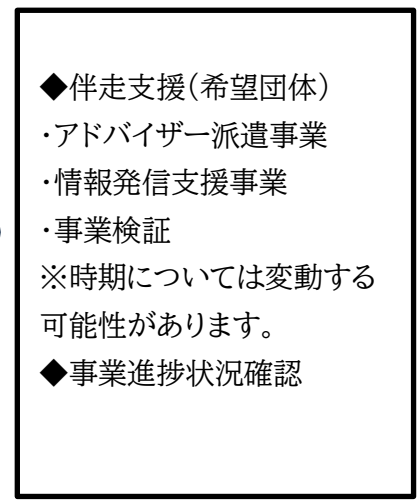 ◆伴走支援(希望団体)
・アドバイザー派遣事業
・情報発信支援事業
・事業検証
※時期については変動する
可能性があります。
◆事業進捗状況確認